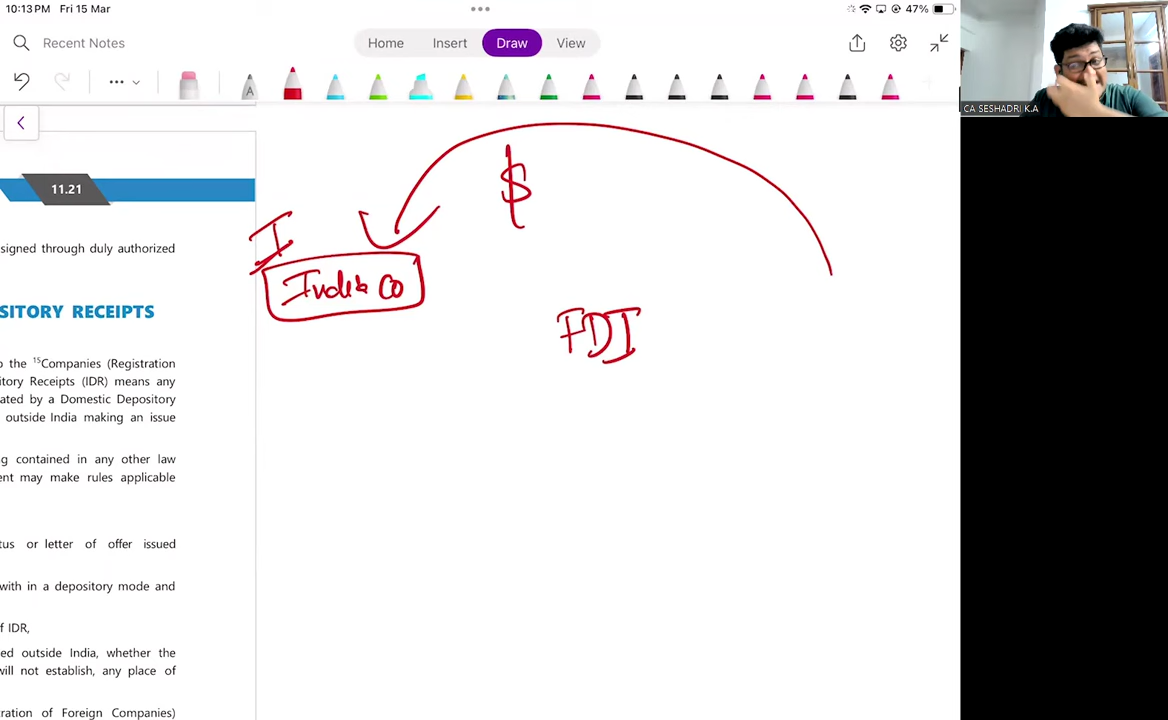 10:13 PM Fri 15 Mar
47%
Recent Notes
Home Insert Draw View
A
CA SESHADRI K.A
11.21
signed through duly authorized
SITORY RECEIPTS
o the 15Companies (Registration
itory Receipts (IDR) means any
ated by a Domestic Depository
outside India making an issue
ng contained in any other law
ent may make rules applicable
tus or letter of offer issued
with in a depository mode and
f IDR,
ed outside India, whether the
will not establish, any place of
ration of Foreign Companies)
$
I
India Co
FDI